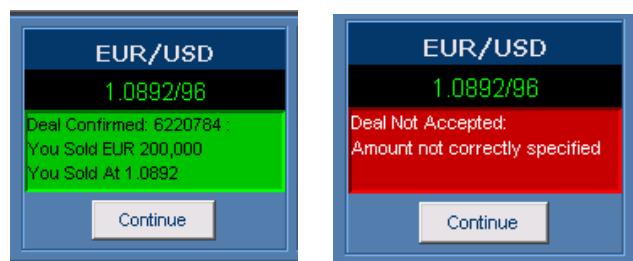 EUR/USD
1.0892/96
Deal Confirmed: 6220784 :
You Sold EUR 200,000
You Sold At 1.0892
Continue
EUR/USD
1.0892/96
Deal Not Accepted:
Amount not correctly specified
Continue